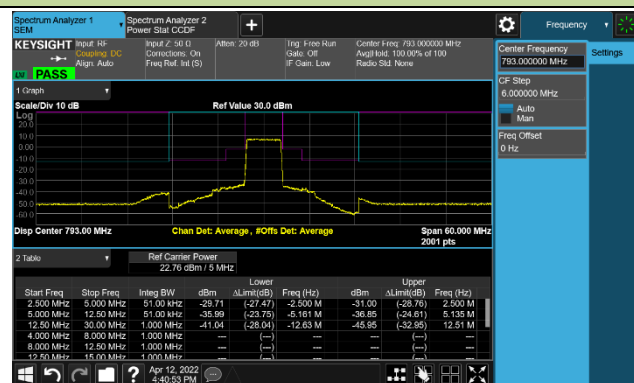 Spectrum Analyzer 1
SEM
Spectrum Analyzer 2
Power Stat CCDF
Frequency
KEYSIGHT
Input: RF
Coupling: DC
Align: Auto
Input Z: 50 Ω
Corrections: On
Freq Ref: Int (S)
Atten: 20 dB
Trig: Free Run
Gate: Off
IF Gain: Low
Center Freq: 793.000000 MHz
Avg|Hold: 100.00% of 100
Radio Std: None
PASS
Center Frequency
793.000000 MHz
Settings
CF Step
6.000000 MHz
Auto
Man
Freq Offset
0 Hz
1 Graph
Scale/Div 10 dB
Ref Value 30.0 dBm
Log
20.0
10.0
0.00
-10.0
-20.0
-30.0
-40.0
-50.0
-60.0
Disp Center 793.00 MHz
Chan Det: Average, #Offs Det: Average
Span 60.000 MHz
2001 pts
2 Table
Ref Carrier Power
22.76 dBm / 5 MHz
Lower Upper
Start Freq Stop Freq Integ BW dBm ΔLimit(dB) Freq (Hz) dBm ΔLimit(dB) Freq (Hz)
2.500 MHz 5.000 MHz 51.00 kHz -29.71 (-27.47) -2.500 M -31.00 (-28.76) 2.500 M
5.000 MHz 12.50 MHz 51.00 kHz -35.99 (-23.75) -5.161 M -36.85 (-24.61) 5.135 M
12.50 MHz 30.00 MHz 1.000 MHz -41.04 (-28.04) -12.63 M -45.95 (-32.95) 12.51 M
4.000 MHz 8.000 MHz 1.000 MHz --- (---) --- (---)
8.000 MHz 12.50 MHz 1.000 MHz --- (---) --- (---)
12.50 MHz 15.00 MHz 1.000 MHz --- (---) --- (---)
?
Apr 12, 2022
4:40:53 PM